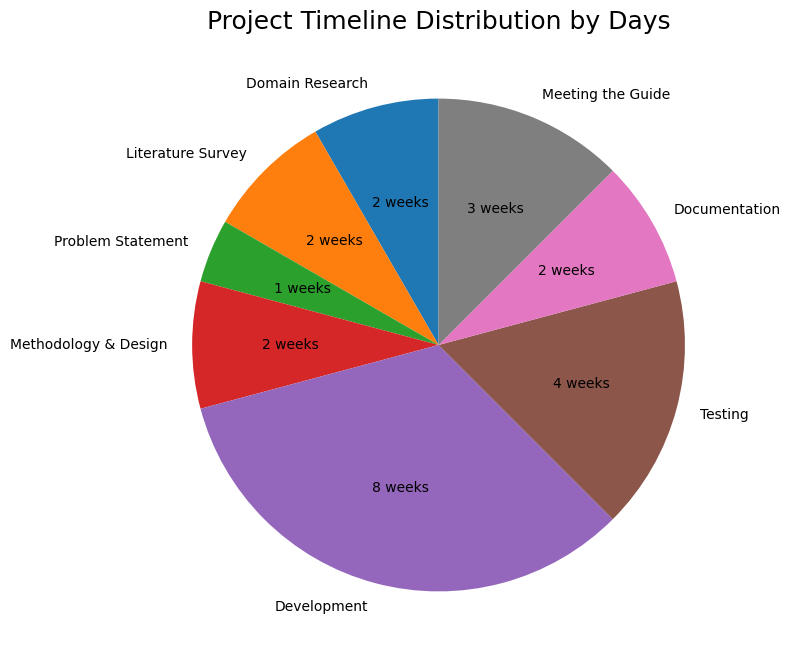 Project Timeline Distribution by Days
Domain Research
Meeting the Guide
Literature Survey
Documentation
Problem Statement
Methodology & Design
Testing
Development
2 weeks
3 weeks
2 weeks
2 weeks
1 weeks
2 weeks
4 weeks
8 weeks